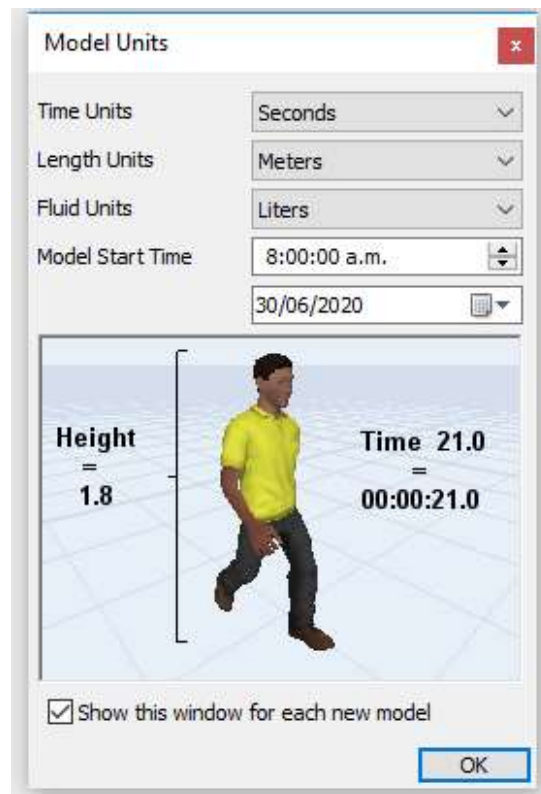 Model Units
x
Time Units Seconds
Length Units Meters
Fluid Units Liters
Model Start Time 8:00:00 a.m.
30/06/2020
Height
=
1.8
Time 21.0
=
00:00:21.0
Show this window for each new model
OK